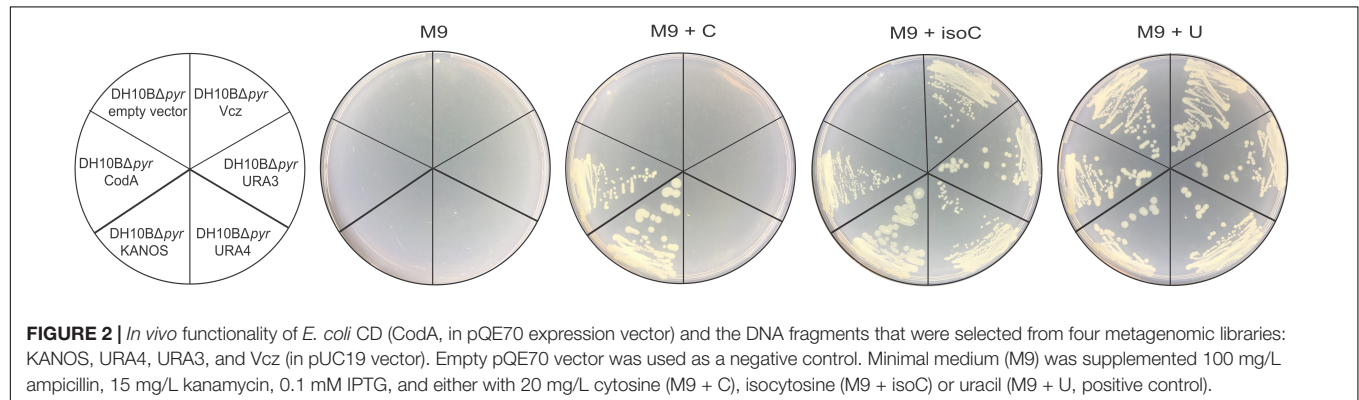 M9
M9 + C
M9 + isoC
M9 + U
DH10BΔpyr
empty vector
DH10BΔpyr
Vcz
DH10BΔpyr
CodA
DH10BΔpyr
URA3
DH10BΔpyr
KANOS
DH10BΔpyr
URA4
FIGURE 2 | In vivo functionality of E. coli CD (CodA, in pQE70 expression vector) and the DNA fragments that were selected from four metagenomic libraries:
KANOS, URA4, URA3, and Vcz (in pUC19 vector). Empty pQE70 vector was used as a negative control. Minimal medium (M9) was supplemented 100 mg/L
ampicillin, 15 mg/L kanamycin, 0.1 mM IPTG, and either with 20 mg/L cytosine (M9 + C), isocytosine (M9 + isoC) or uracil (M9 + U, positive control).